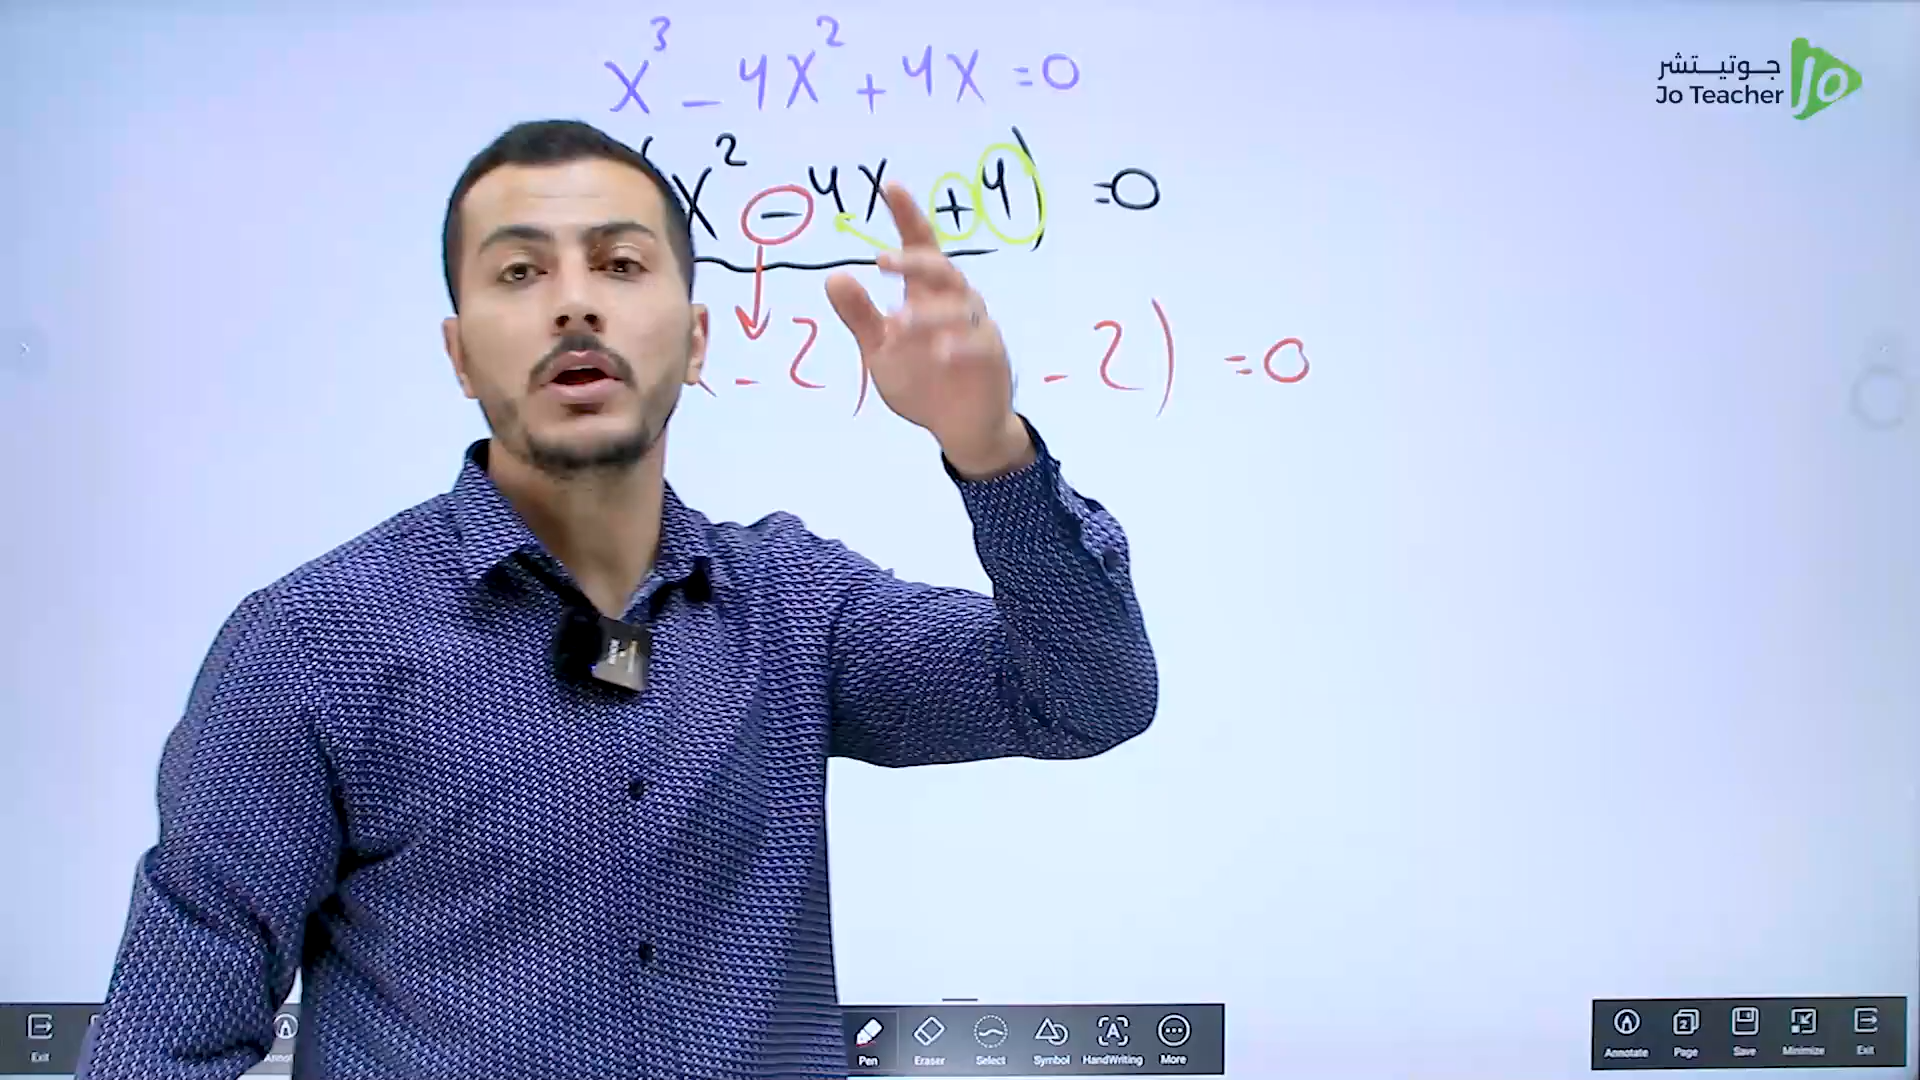 x³ - 4x² + 4x = 0
(x² - 4x + 4) = 0
- 2) - 2) = 0
جوتيتشر
Jo Teacher
Jo
Exit
Pen
Eraser
Select
Symbol
HandWriting
More
Annotate
Page
Save
Minimize
Exit